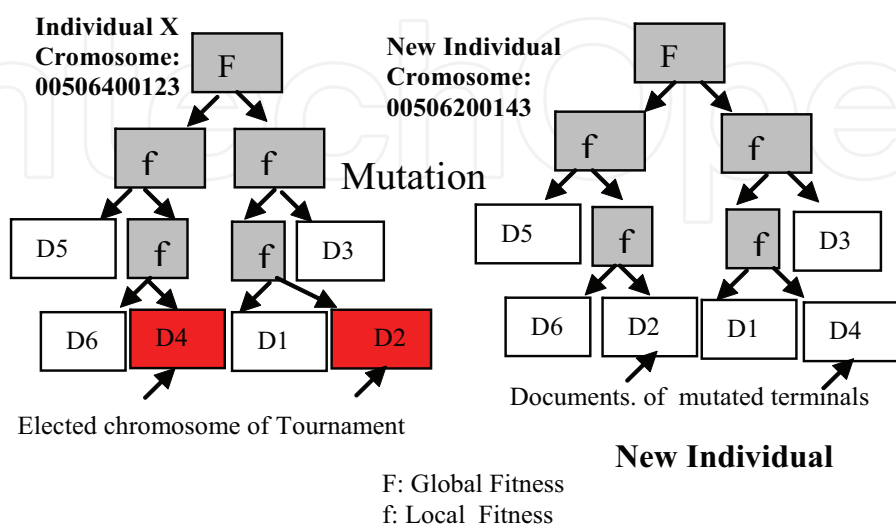 Individual X
Cromosome:
00506400123
F
f
f
D5
f
f
D3
D6
D4
D1
D2
Elected chromosome of Tournament
Mutation
New Individual
Cromosome:
00506200143
F
f
f
D5
f
f
D3
D6
D2
D1
D4
Documents. of mutated terminals
New Individual
F: Global Fitness
f: Local Fitness